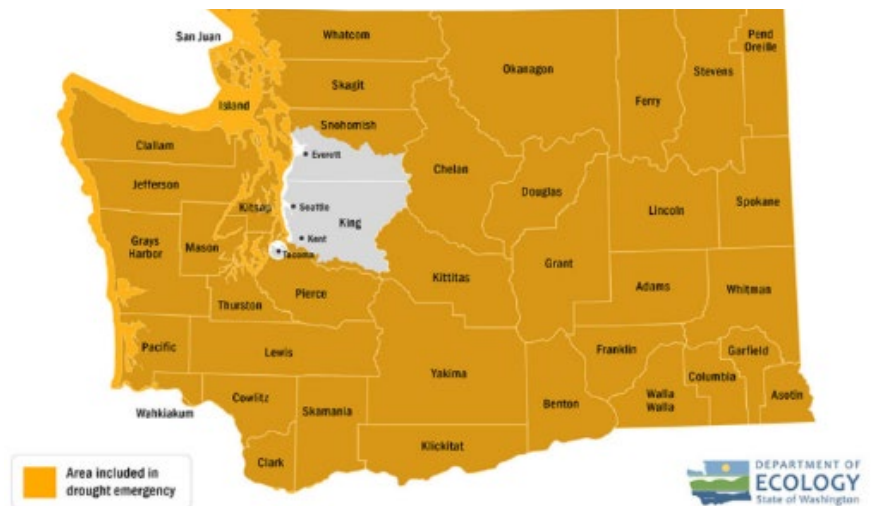 San Juan
Whatcom
Okanagon
Pend
Oreille
Stevens
Ferry
Skagit
Island
Snohomish
Clallam
Everett
Chelan
Jefferson
Douglas
Kitsap
Seattle
Lincoln
Spokane
King
Grays
Harbor
Mason
Kent
Tacoma
Grant
Kittitas
Adams
Whitman
Pierce
Thurston
Pacific
Lewis
Franklin
Garfield
Yakima
Columbia
Wahkiakum
Cowlitz
Skamania
Benton
Walla
Walla
Asotin
Klickitat
Clark
Area included in
drought emergency
DEPARTMENT OF
ECOLOGY
State of Washington